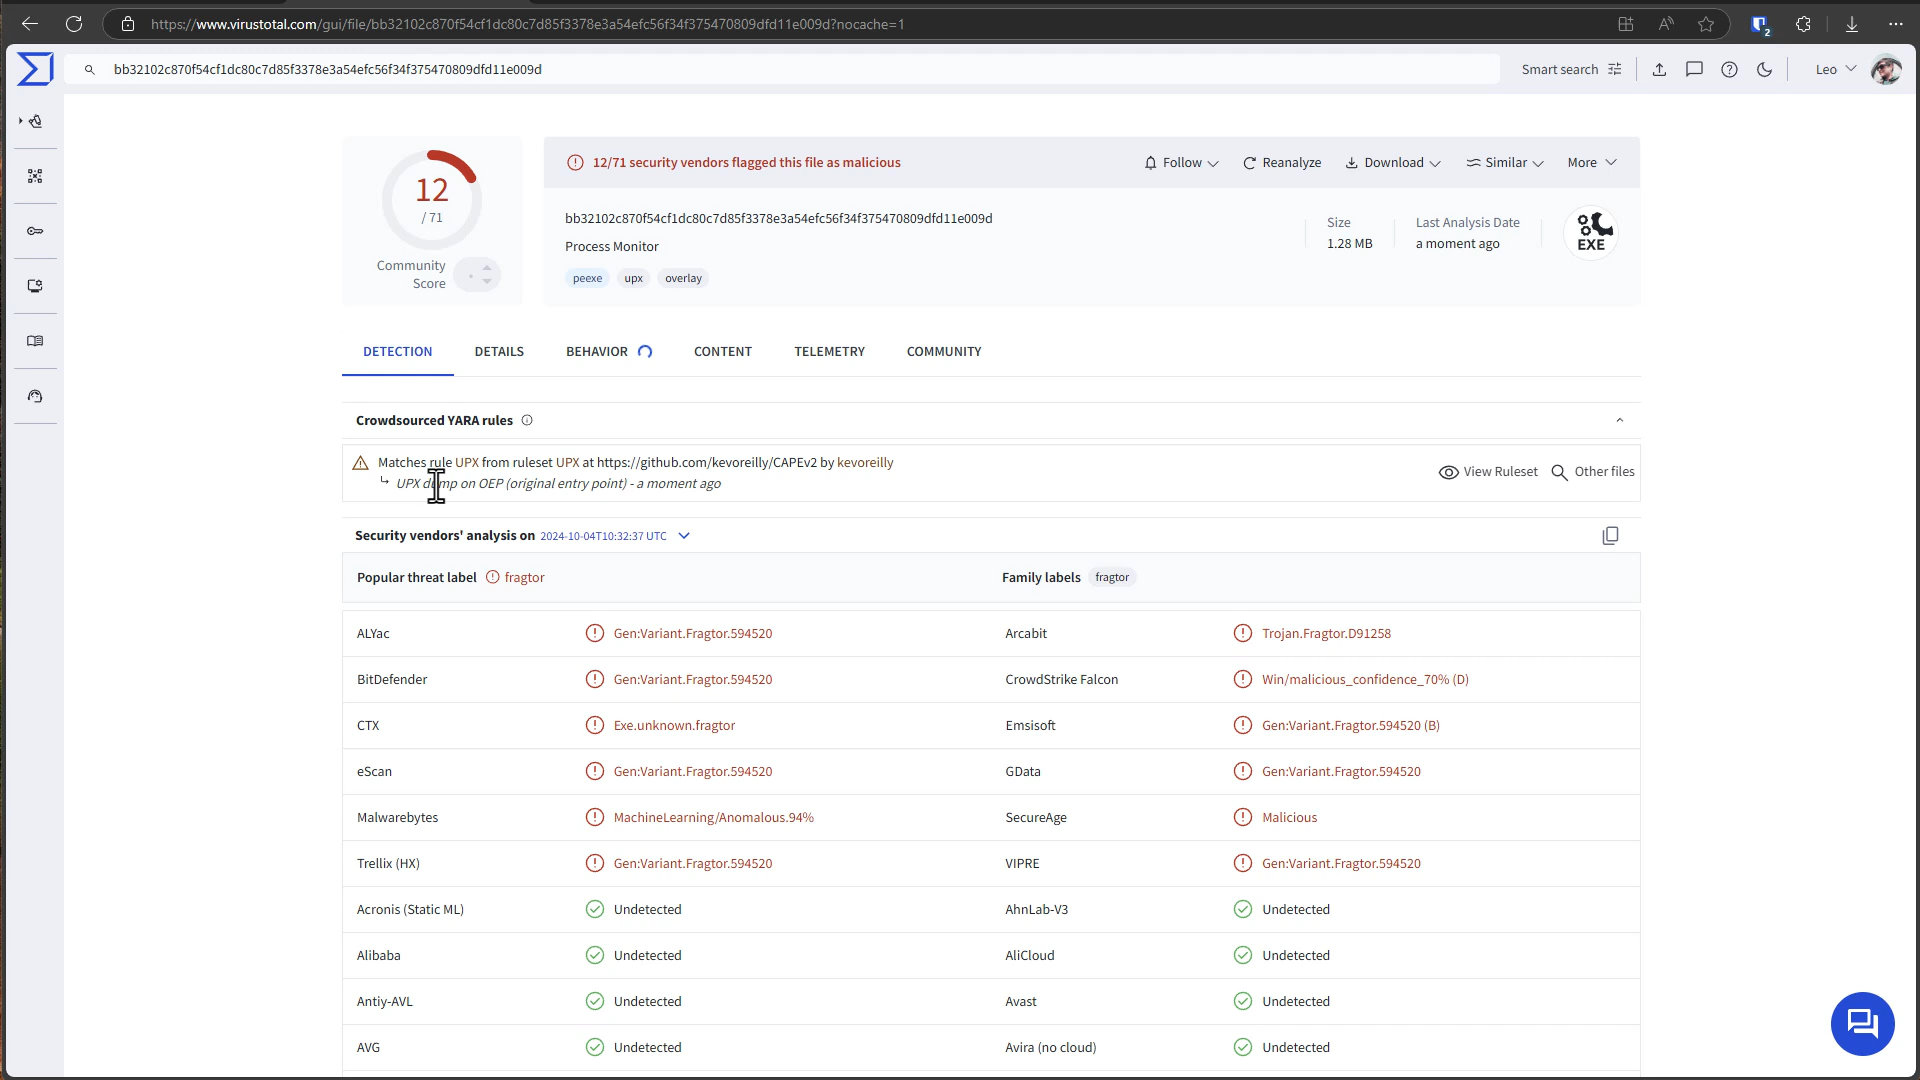 https://www.virustotal.com/gui/file/bb32102c870f54cf1dc80c7d85f3378e3a54efc56f34f375470809dfd11e009d?nocache=1
2
bb32102c870f54cf1dc80c7d85f3378e3a54efc56f34f375470809dfd11e009d
Smart search
Leo
12
/ 71
Community
Score
12/71 security vendors flagged this file as malicious
Follow
Reanalyze
Download
Similar
More
bb32102c870f54cf1dc80c7d85f3378e3a54efc56f34f375470809dfd11e009d
Process Monitor
peexe
upx
overlay
Size
1.28 MB
Last Analysis Date
a moment ago
EXE
DETECTION
DETAILS
BEHAVIOR
CONTENT
TELEMETRY
COMMUNITY
Crowdsourced YARA rules
Matches rule UPX from ruleset UPX at https://github.com/kevoreilly/CAPEv2 by kevoreilly
UPX dump on OEP (original entry point) - a moment ago
View Ruleset
Other files
Security vendors' analysis on 2024-10-04T10:32:37 UTC
Popular threat label fragtor
Family labels fragtor
ALYac Gen:Variant.Fragtor.594520 Arcabit Trojan.Fragtor.D91258
BitDefender Gen:Variant.Fragtor.594520 CrowdStrike Falcon Win/malicious_confidence_70% (D)
CTX Exe.unknown.fragtor Emsisoft Gen:Variant.Fragtor.594520 (B)
eScan Gen:Variant.Fragtor.594520 GData Gen:Variant.Fragtor.594520
Malwarebytes MachineLearning/Anomalous.94% SecureAge Malicious
Trellix (HX) Gen:Variant.Fragtor.594520 VIPRE Gen:Variant.Fragtor.594520
Acronis (Static ML) Undetected AhnLab-V3 Undetected
Alibaba Undetected AliCloud Undetected
Antiy-AVL Undetected Avast Undetected
AVG Undetected Avira (no cloud) Undetected